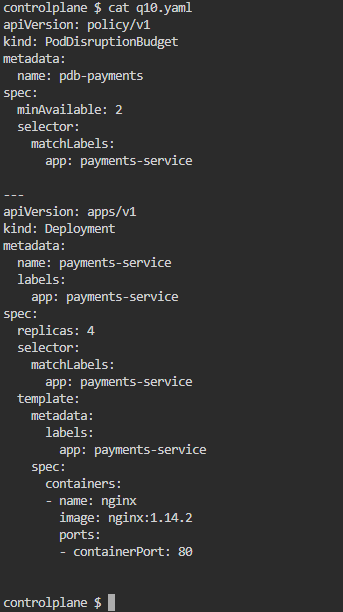 controlplane $ cat q10.yaml
apiVersion: policy/v1
kind: PodDisruptionBudget
metadata:
  name: pdb-payments
spec:
  minAvailable: 2
  selector:
    matchLabels:
      app: payments-service

---
apiVersion: apps/v1
kind: Deployment
metadata:
  name: payments-service
  labels:
    app: payments-service
spec:
  replicas: 4
  selector:
    matchLabels:
      app: payments-service
  template:
    metadata:
      labels:
        app: payments-service
    spec:
      containers:
      - name: nginx
        image: nginx:1.14.2
        ports:
        - containerPort: 80


controlplane $